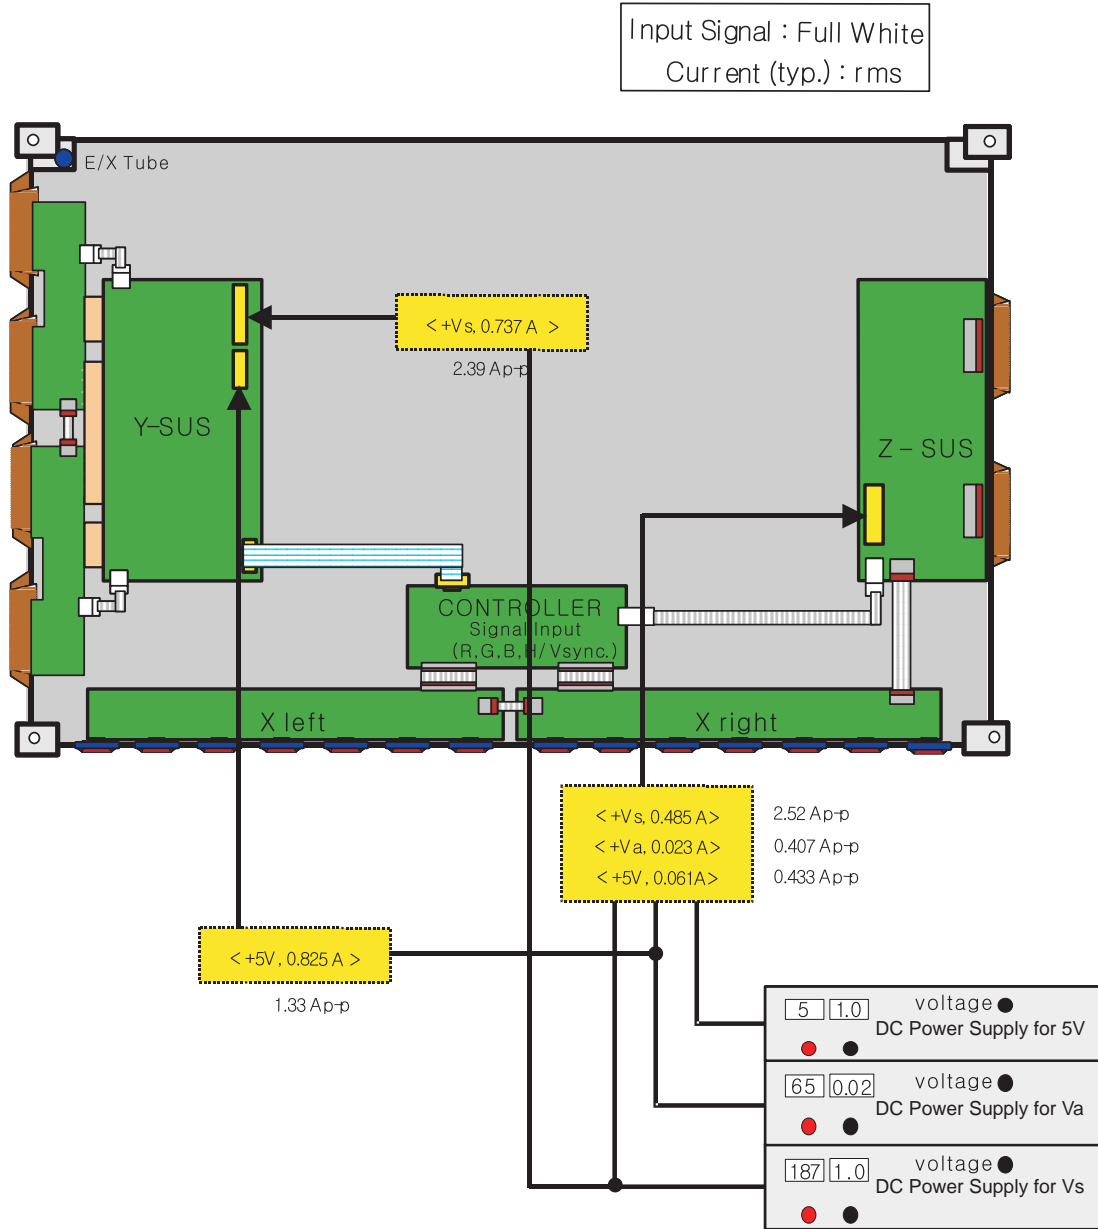 Input Signal : Full White
Current (typ.) : rms
E/X Tube
< +Vs, 0.737 A >
2.39 Ap-p
Y-SUS
Z - SUS
CONTROLLER
Signal Input
(R,G,B,H/Vsync.)
X left
X right
< +Vs, 0.485 A>
2.52 Ap-p
< +Va, 0.023 A>
0.407 Ap-p
< +5V, 0.061A>
0.433 Ap-p
< +5V, 0.825 A >
1.33 Ap-p
5 1.0 voltage
DC Power Supply for 5V
65 0.02 voltage
DC Power Supply for Va
187 1.0 voltage
DC Power Supply for Vs